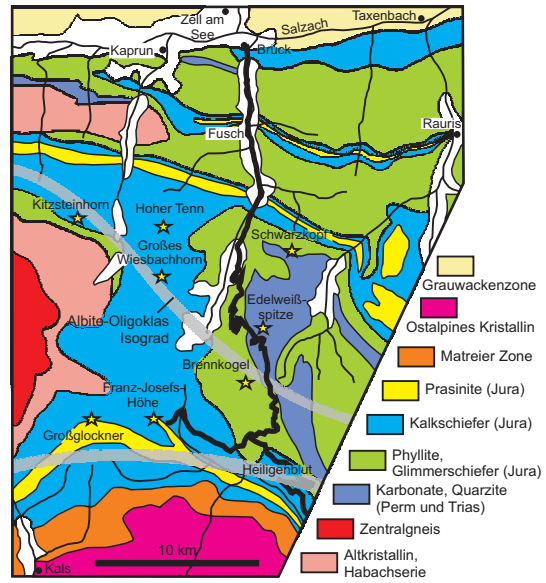 Zell am
See
Salzach
Taxenbach
Kaprun
Bruck
Fusch
Rauris
Kitzsteinhorn
Hoher Tenn
Schwarzkopf
Großes
Wiesbachhorn
Edelweiß-
spitze
Albite-Oligoklas
Isograd
Brennkogel
Franz-Josefs-
Höhe
Großglockner
Heiligenblut
10 km
Kals
Grauwackenzone
Ostalpines Kristallin
Matreier Zone
Prasinite (Jura)
Kalkschiefer (Jura)
Phyllite,
Glimmerschiefer (Jura)
Karbonate, Quarzite
(Perm und Trias)
Zentralgneis
Altkristallin,
Habachserie